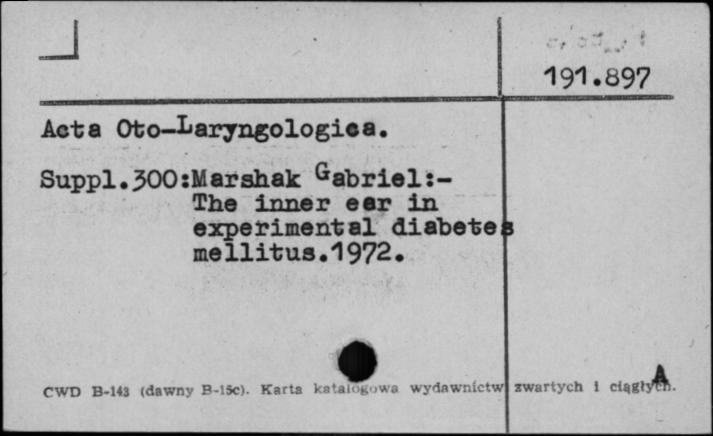 191.897
Acta Oto-Laryngologica.
Suppl.300:Marshak Gabriel:-
The inner ear in
experimental diabetes
mellitus.1972.
A
CWD B-143 (dawny B-15c). Karta katalogowa wydawnictw zwartych i ciągłych.